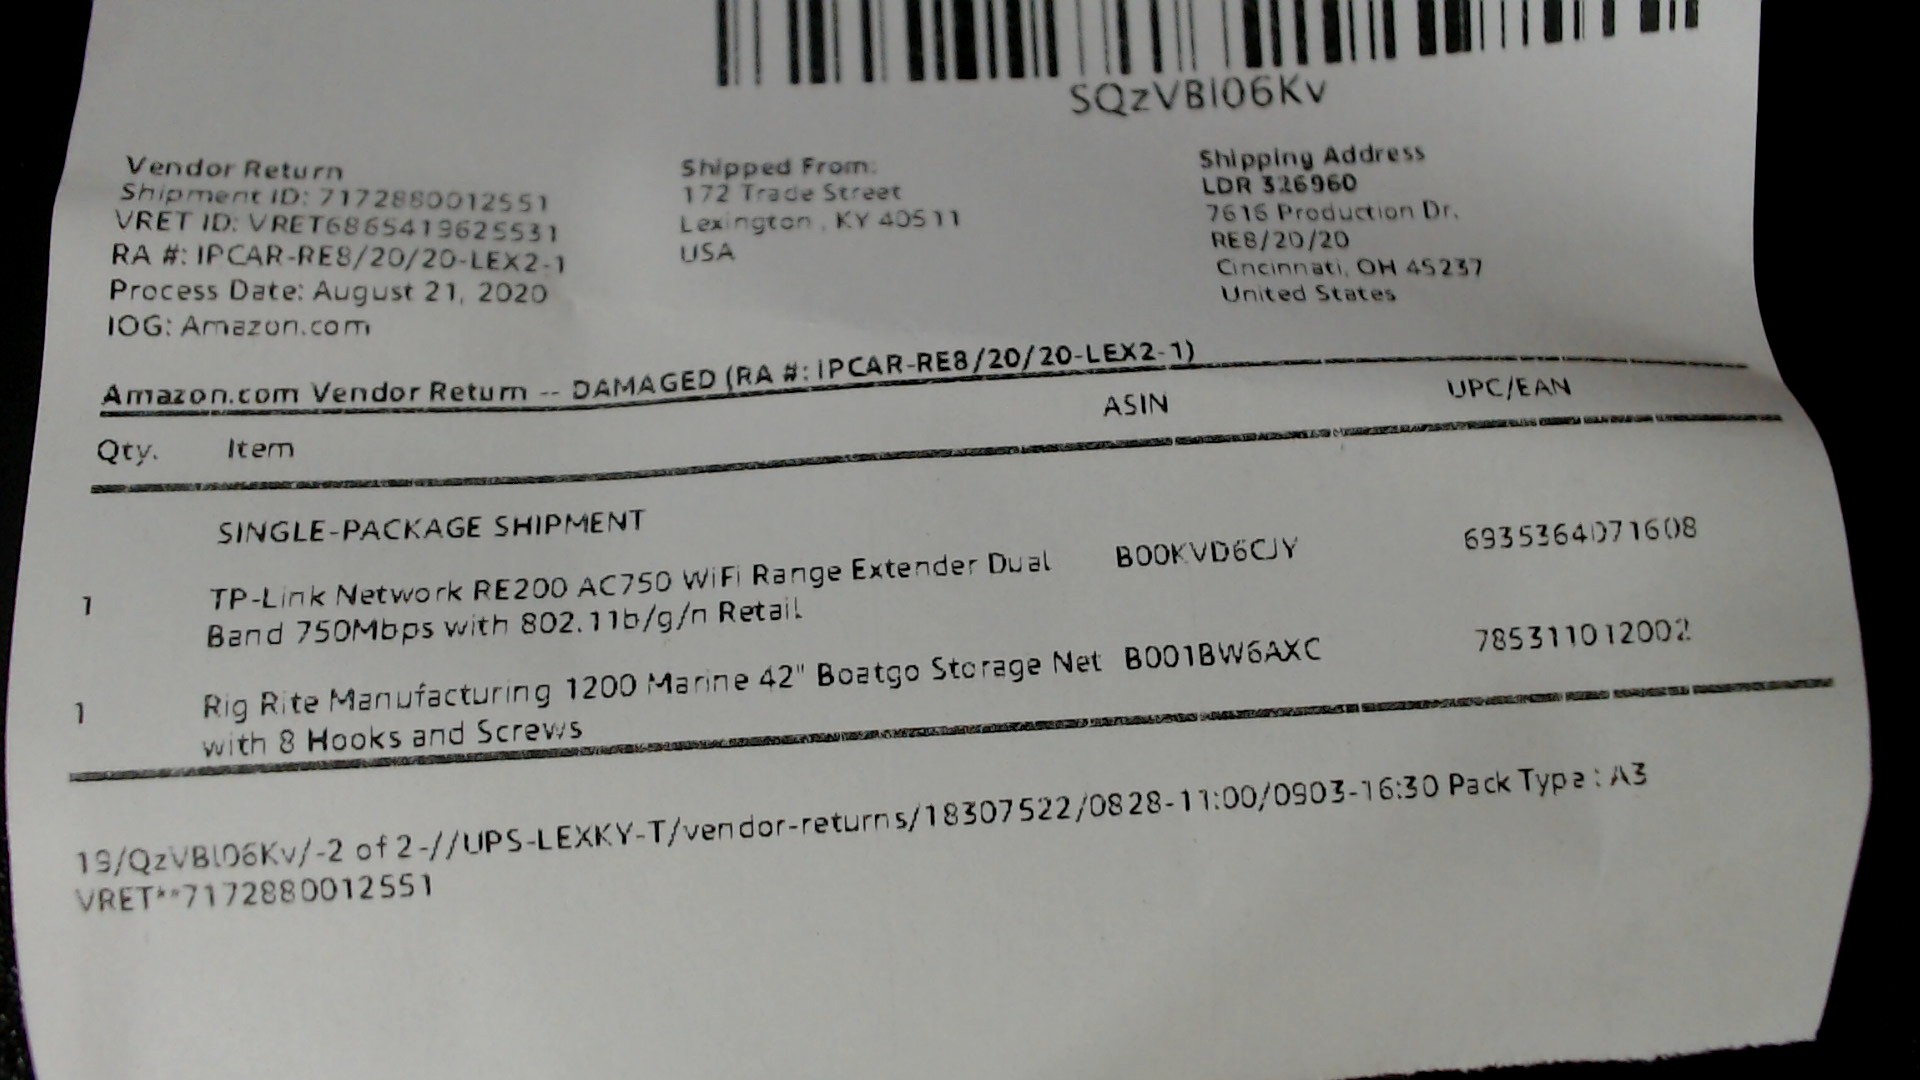 SQzVBl06Kv
Vendor Return
Shipment ID: 7172880012551
VRET ID: VRET6865419625531
RA #: IPCAR-RE8/20/20-LEX2-1
Process Date: August 21, 2020
IOG: Amazon.com
Shipped From:
172 Trade Street
Lexington , KY 40511
USA
Shipping Address
LDR 326960
7616 Production Dr.
RE8/20/20
Cincinnati, OH 45237
United States
Amazon.com Vendor Return -- DAMAGED (RA #: IPCAR-RE8/20/20-LEX2-1)
Qty. Item ASIN UPC/EAN
SINGLE-PACKAGE SHIPMENT
1 TP-Link Network RE200 AC750 WiFi Range Extender Dual B00KVD6CJY 6935364071608
Band 750Mbps with 802.11b/g/n Retail
1 Rig Rite Manufacturing 1200 Marine 42" Boatgo Storage Net B001BW6AXC 785311012002
with 8 Hooks and Screws
19/QzVBl06Kv/-2 of 2-//UPS-LEXKY-T/vendor-returns/18307522/0828-11:00/0903-16:30 Pack Type : A3
VRET**7172880012551